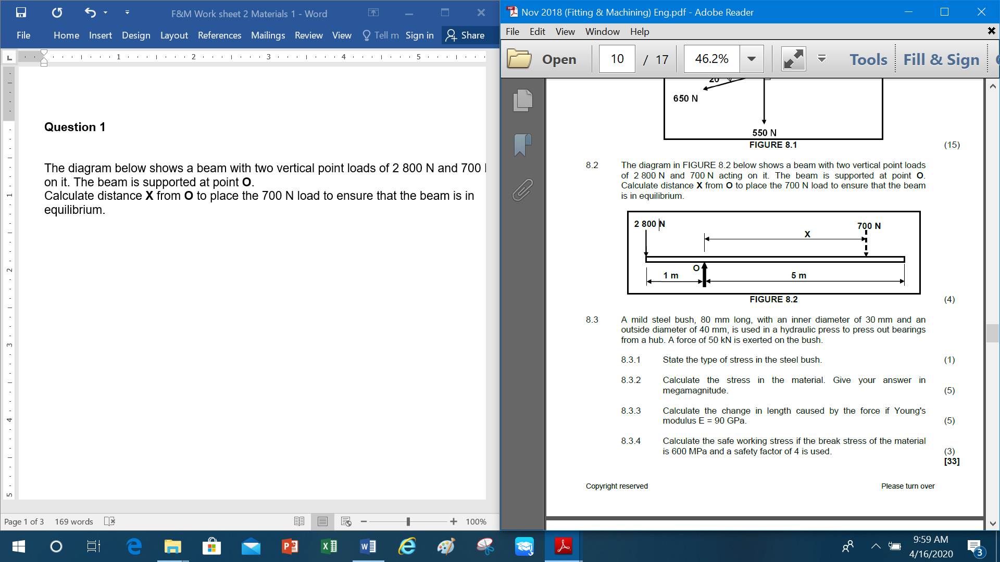 F&M Work sheet 2 Materials 1 - Word
File Home Insert Design Layout References Mailings Review View Tell m Sign in Share
L 1 2 3 4 5
1
2
3
4
5
Question 1
The diagram below shows a beam with two vertical point loads of 2 800 N and 700
on it. The beam is supported at point O.
Calculate distance X from O to place the 700 N load to ensure that the beam is in
equilibrium.
Page 1 of 3 169 words 100%
Nov 2018 (Fitting & Machining) Eng.pdf - Adobe Reader
File Edit View Window Help
Open 10 / 17 46.2% Tools Fill & Sign
20
650 N
550 N
FIGURE 8.1
(15)
8.2 The diagram in FIGURE 8.2 below shows a beam with two vertical point loads
of 2 800 N and 700 N acting on it. The beam is supported at point O.
Calculate distance X from O to place the 700 N load to ensure that the beam
is in equilibrium.
2 800 N
700 N
X
O
1 m
5 m
FIGURE 8.2
(4)
8.3 A mild steel bush, 80 mm long, with an inner diameter of 30 mm and an
outside diameter of 40 mm, is used in a hydraulic press to press out bearings
from a hub. A force of 50 kN is exerted on the bush.
8.3.1 State the type of stress in the steel bush. (1)
8.3.2 Calculate the stress in the material. Give your answer in
megamagnitude. (5)
8.3.3 Calculate the change in length caused by the force if Young's
modulus E = 90 GPa. (5)
8.3.4 Calculate the safe working stress if the break stress of the material
is 600 MPa and a safety factor of 4 is used. (3)
[33]
Copyright reserved Please turn over
9:59 AM
4/16/2020
3